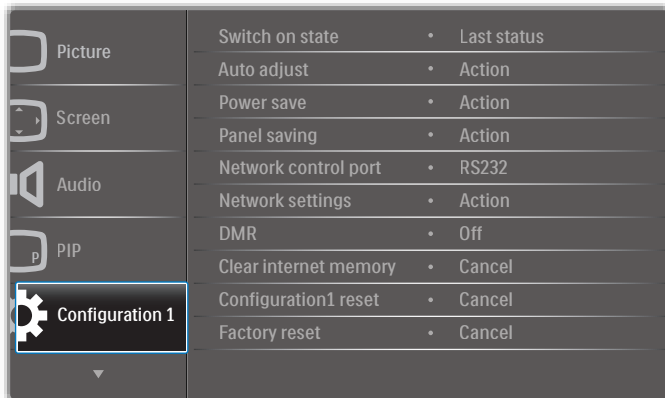 Picture
Screen
Audio
PIP
P
Configuration 1
Switch on state • Last status
Auto adjust • Action
Power save • Action
Panel saving • Action
Network control port • RS232
Network settings • Action
DMR • Off
Clear internet memory • Cancel
Configuration1 reset • Cancel
Factory reset • Cancel